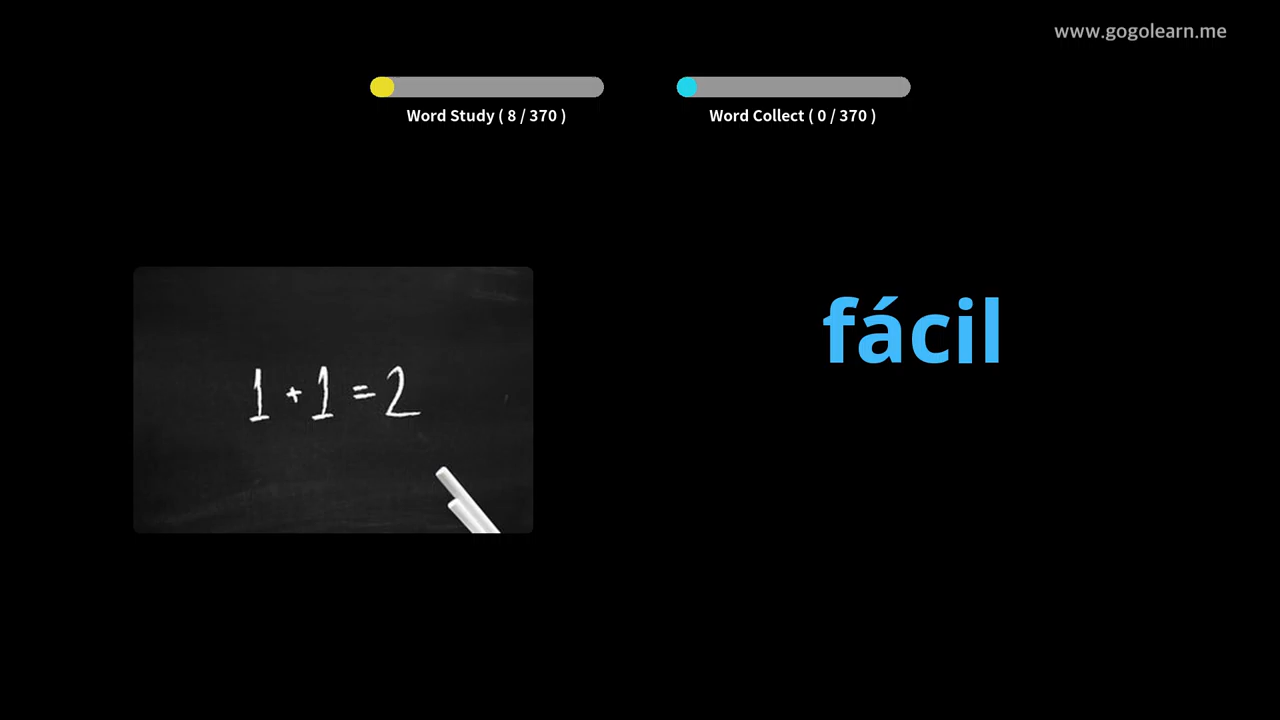 www.gogolearn.me
Word Study ( 8 / 370 )
Word Collect ( 0 / 370 )
fácil
1 + 1 = 2